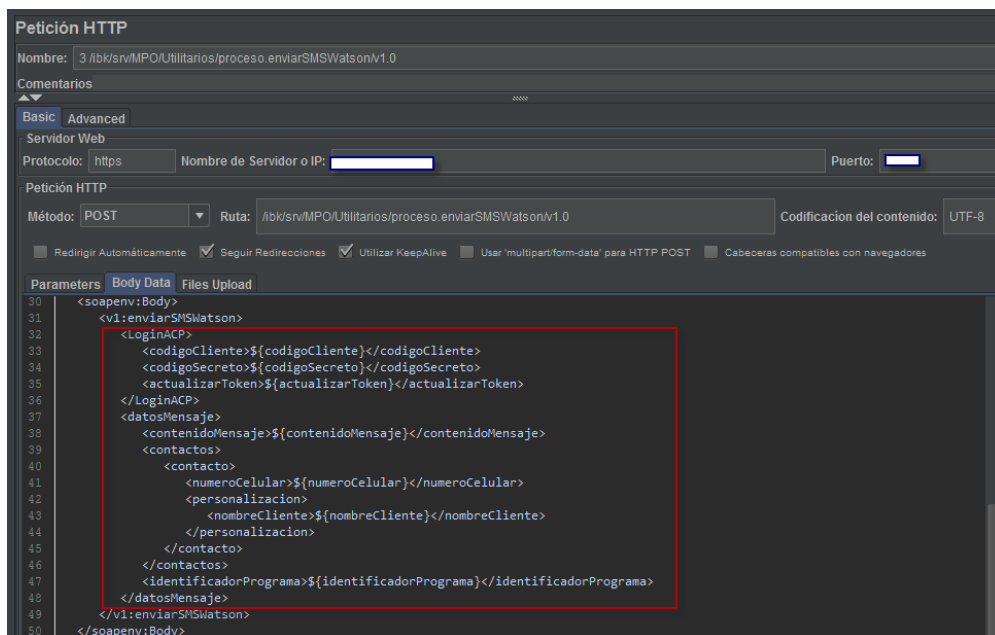 Petición HTTP
Nombre: 3 /ibk/srv/MPO/Utilitarios/proceso.enviarSMSWatson/v1.0
Comentarios
Basic Advanced
Servidor Web
Protocolo: https Nombre de Servidor o IP: Puerto:
Petición HTTP
Método: POST Ruta: /ibk/srv/MPO/Utilitarios/proceso.enviarSMSWatson/v1.0 Codificacion del contenido: UTF-8
Redirigir Automáticamente Seguir Redirecciones Utilizar KeepAlive Usar 'multipart/form-data' para HTTP POST Cabeceras compatibles con navegadores
Parameters Body Data Files Upload
30 <soapenv:Body>
31 <v1:enviarSMSWatson>
32 <LoginACP>
33 <codigoCliente>${codigoCliente}</codigoCliente>
34 <codigoSecreto>${codigoSecreto}</codigoSecreto>
35 <actualizarToken>${actualizarToken}</actualizarToken>
36 </LoginACP>
37 <datosMensaje>
38 <contenidoMensaje>${contenidoMensaje}</contenidoMensaje>
39 <contactos>
40 <contacto>
41 <numeroCelular>${numeroCelular}</numeroCelular>
42 <personalizacion>
43 <nombreCliente>${nombreCliente}</nombreCliente>
44 </personalizacion>
45 </contacto>
46 </contactos>
47 <identificadorPrograma>${identificadorPrograma}</identificadorPrograma>
48 </datosMensaje>
49 </v1:enviarSMSWatson>
50 </soapenv:Body>